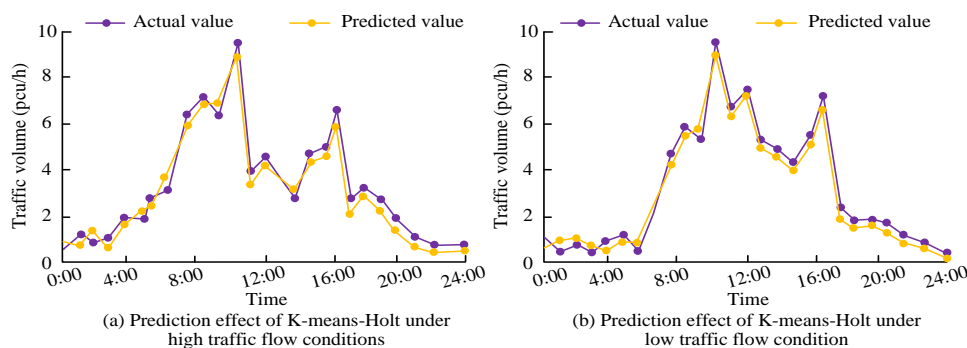 Actual value Predicted value
Traffic volume (pcu/h)
10
8
6
4
2
0
0:00 4:00 8:00 12:00 16:00 20:00 24:00
Time
(a) Prediction effect of K-means-Holt under
high traffic flow conditions
Actual value Predicted value
Traffic volume (pcu/h)
10
8
6
4
2
0
0:00 4:00 8:00 12:00 16:00 20:00 24:00
Time
(b) Prediction effect of K-means-Holt under
low traffic flow condition